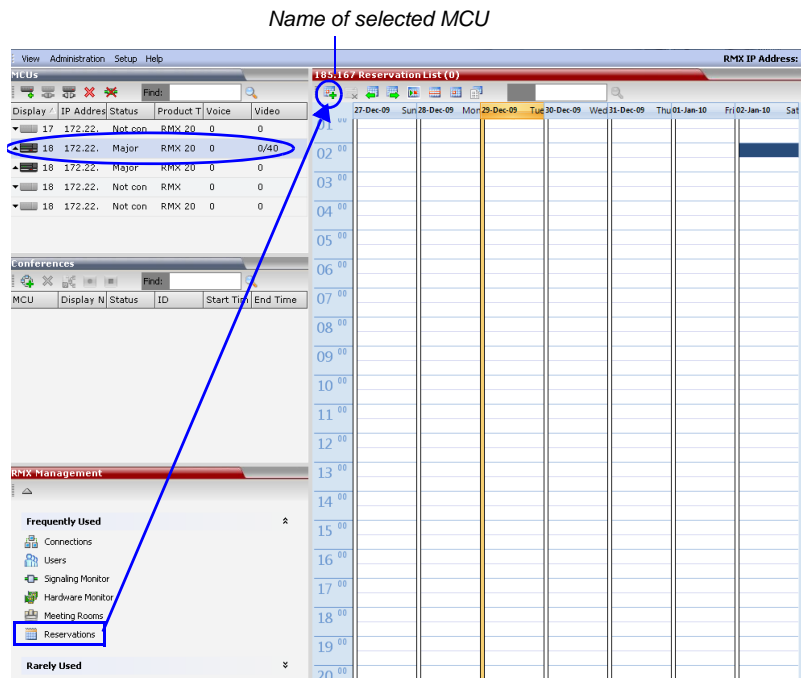 Name of selected MCU
View Administration Setup Help
RMX IP Address:
MCUs
Find:
Display IP Addres Status Product T Voice Video
17 172.22. Not con RMX 20 0 0
18 172.22. Major RMX 20 0 0/40
18 172.22. Major RMX 20 0 0
18 172.22. Not con RMX 0 0
18 172.22. Not con RMX 20 0 0
Conferences
Find:
MCU Display N Status ID Start Tim End Time
RMX Management
Frequently Used
Connections
Users
Signaling Monitor
Hardware Monitor
Meeting Rooms
Reservations
Rarely Used
185.167 Reservation List (0)
27-Dec-09 Sun 28-Dec-09 Mon 29-Dec-09 Tue 30-Dec-09 Wed 31-Dec-09 Thu 01-Jan-10 Fri 02-Jan-10 Sat
01 00
02 00
03 00
04 00
05 00
06 00
07 00
08 00
09 00
10 00
11 00
12 00
13 00
14 00
15 00
16 00
17 00
18 00
19 00
20 00